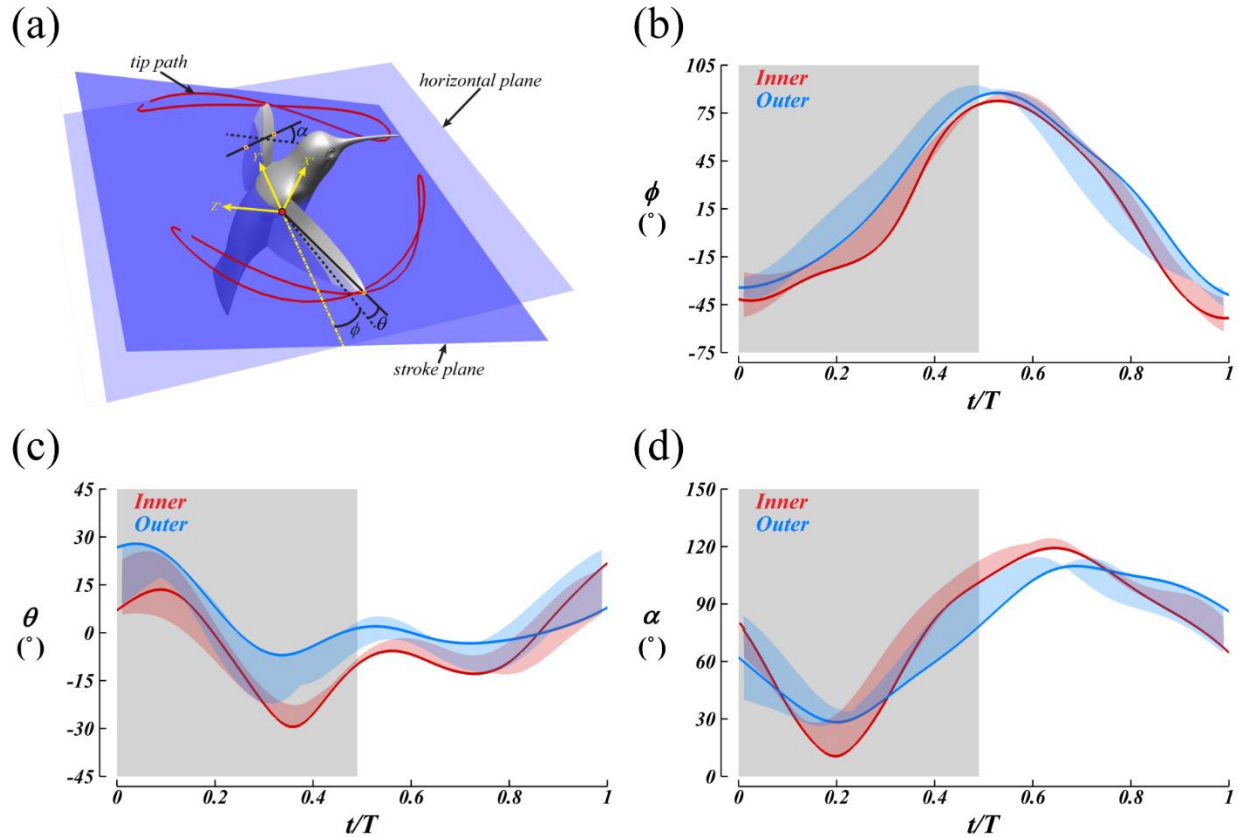 (a)
tip path
horizontal plane
α
Y'
X'
Z'
ϕ
θ
stroke plane
(b)
Inner
Outer
105
75
45
15
-15
-45
-75
ϕ
(°)
0 0.2 0.4 0.6 0.8 1
t/T
(c)
Inner
Outer
45
30
15
0
-15
-30
-45
θ
(°)
0 0.2 0.4 0.6 0.8 1
t/T
(d)
Inner
Outer
150
120
90
60
30
0
α
(°)
0 0.2 0.4 0.6 0.8 1
t/T